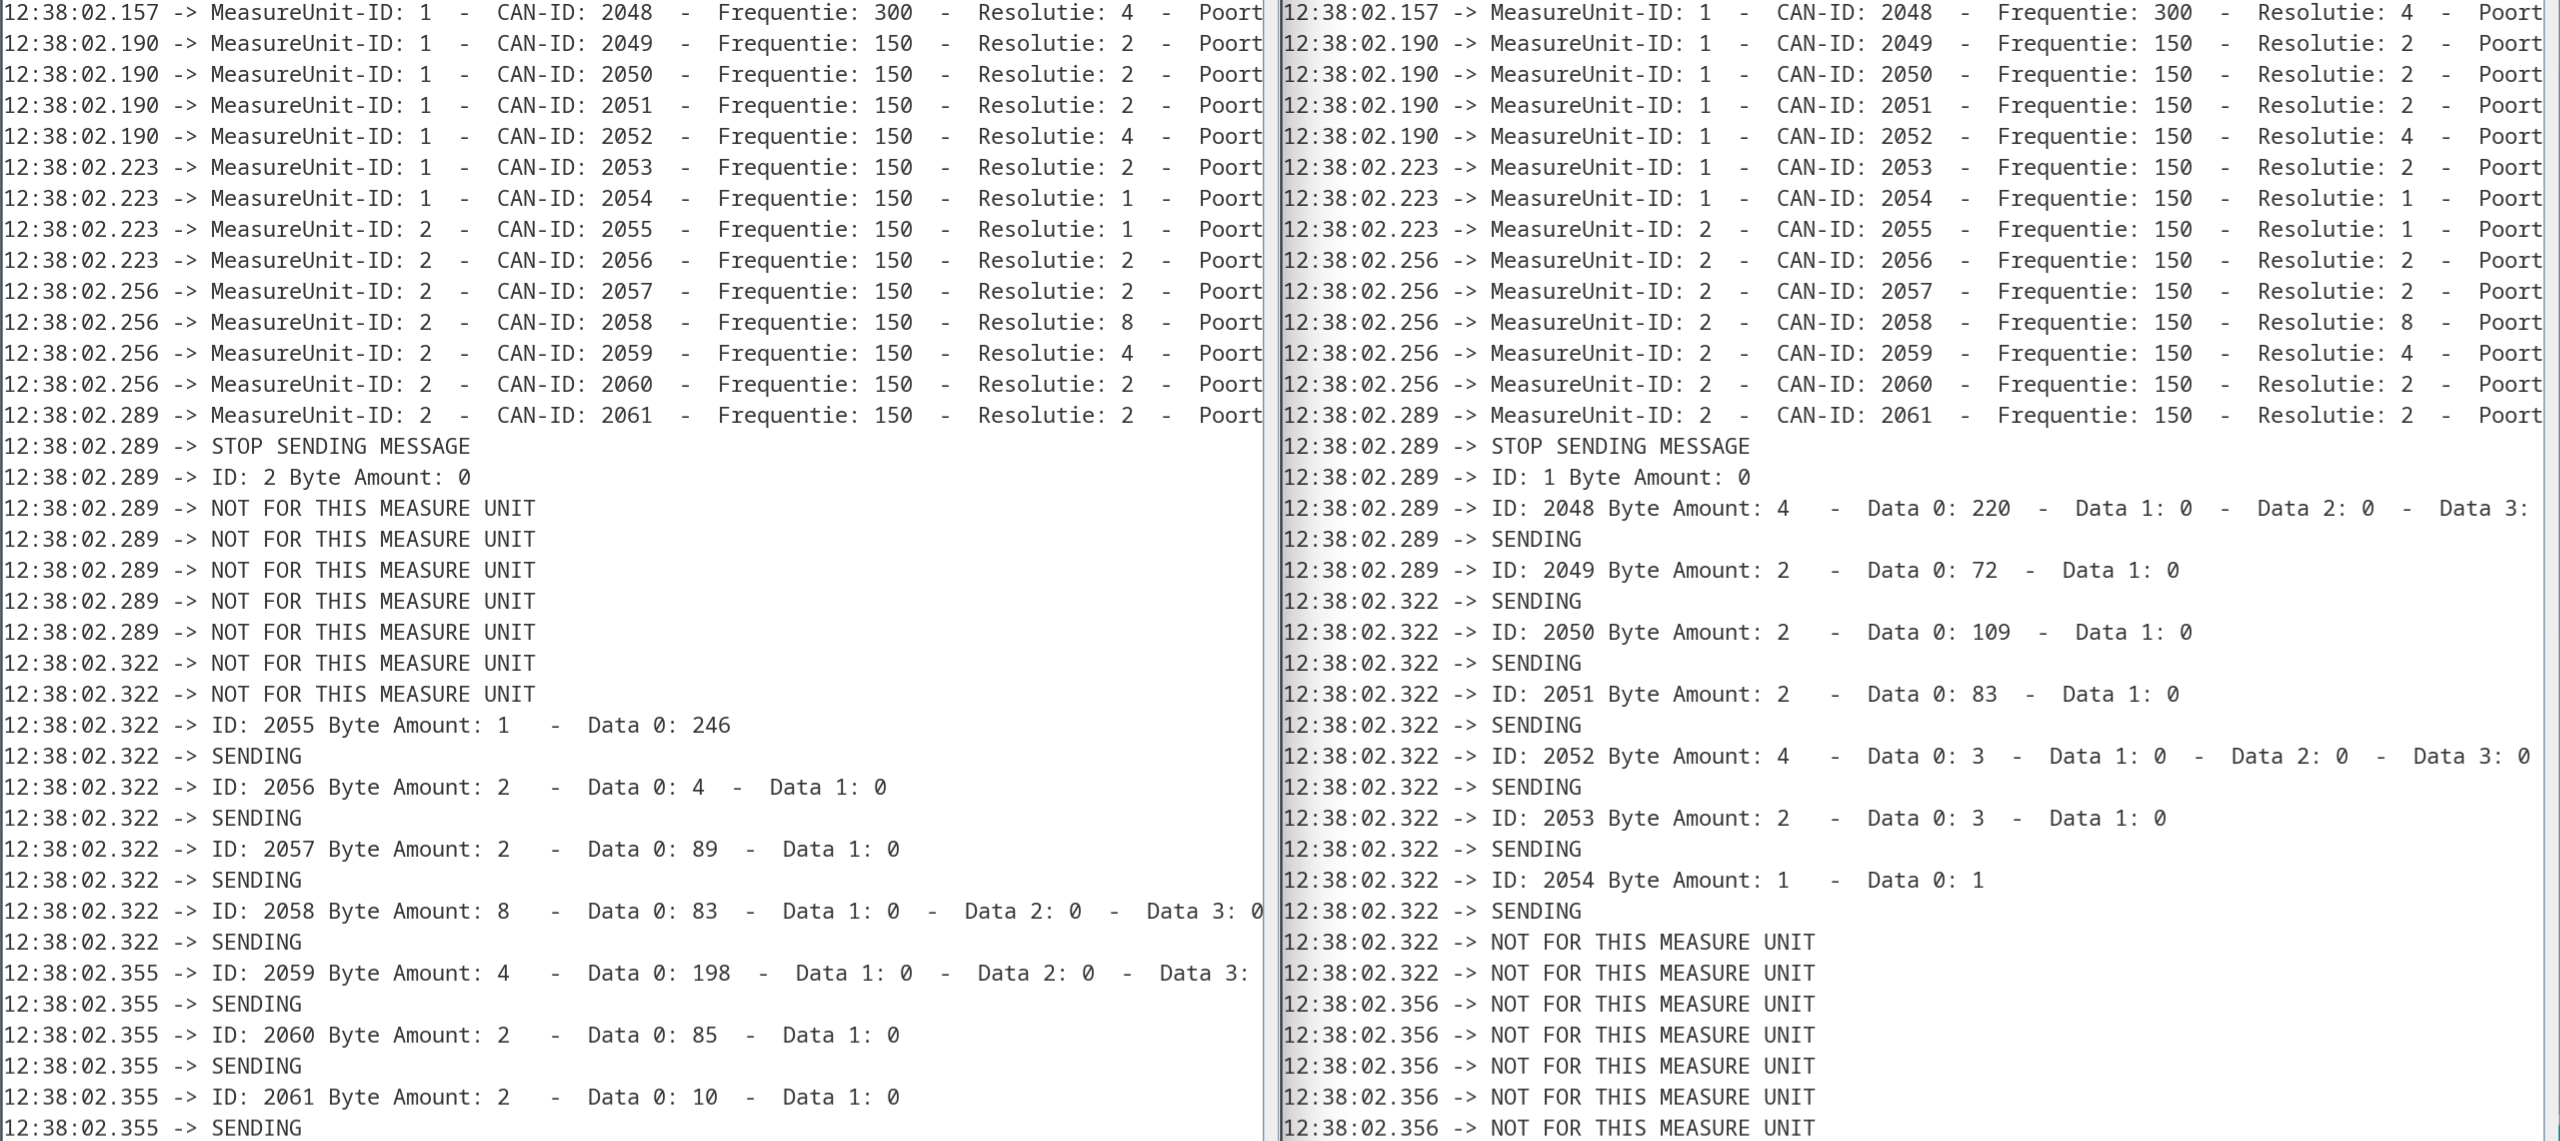 12:38:02.157 -> MeasureUnit-ID: 1  -  CAN-ID: 2048  -  Frequentie: 300  -  Resolutie: 4  -  Poort
12:38:02.190 -> MeasureUnit-ID: 1  -  CAN-ID: 2049  -  Frequentie: 150  -  Resolutie: 2  -  Poort
12:38:02.190 -> MeasureUnit-ID: 1  -  CAN-ID: 2050  -  Frequentie: 150  -  Resolutie: 2  -  Poort
12:38:02.190 -> MeasureUnit-ID: 1  -  CAN-ID: 2051  -  Frequentie: 150  -  Resolutie: 2  -  Poort
12:38:02.190 -> MeasureUnit-ID: 1  -  CAN-ID: 2052  -  Frequentie: 150  -  Resolutie: 4  -  Poort
12:38:02.223 -> MeasureUnit-ID: 1  -  CAN-ID: 2053  -  Frequentie: 150  -  Resolutie: 2  -  Poort
12:38:02.223 -> MeasureUnit-ID: 1  -  CAN-ID: 2054  -  Frequentie: 150  -  Resolutie: 1  -  Poort
12:38:02.223 -> MeasureUnit-ID: 2  -  CAN-ID: 2055  -  Frequentie: 150  -  Resolutie: 1  -  Poort
12:38:02.223 -> MeasureUnit-ID: 2  -  CAN-ID: 2056  -  Frequentie: 150  -  Resolutie: 2  -  Poort
12:38:02.256 -> MeasureUnit-ID: 2  -  CAN-ID: 2057  -  Frequentie: 150  -  Resolutie: 2  -  Poort
12:38:02.256 -> MeasureUnit-ID: 2  -  CAN-ID: 2058  -  Frequentie: 150  -  Resolutie: 8  -  Poort
12:38:02.256 -> MeasureUnit-ID: 2  -  CAN-ID: 2059  -  Frequentie: 150  -  Resolutie: 4  -  Poort
12:38:02.256 -> MeasureUnit-ID: 2  -  CAN-ID: 2060  -  Frequentie: 150  -  Resolutie: 2  -  Poort
12:38:02.289 -> MeasureUnit-ID: 2  -  CAN-ID: 2061  -  Frequentie: 150  -  Resolutie: 2  -  Poort
12:38:02.289 -> STOP SENDING MESSAGE
12:38:02.289 -> ID: 2 Byte Amount: 0
12:38:02.289 -> NOT FOR THIS MEASURE UNIT
12:38:02.289 -> NOT FOR THIS MEASURE UNIT
12:38:02.289 -> NOT FOR THIS MEASURE UNIT
12:38:02.289 -> NOT FOR THIS MEASURE UNIT
12:38:02.289 -> NOT FOR THIS MEASURE UNIT
12:38:02.322 -> NOT FOR THIS MEASURE UNIT
12:38:02.322 -> NOT FOR THIS MEASURE UNIT
12:38:02.322 -> ID: 2055 Byte Amount: 1   -  Data 0: 246
12:38:02.322 -> SENDING
12:38:02.322 -> ID: 2056 Byte Amount: 2   -  Data 0: 4  -  Data 1: 0
12:38:02.322 -> SENDING
12:38:02.322 -> ID: 2057 Byte Amount: 2   -  Data 0: 89  -  Data 1: 0
12:38:02.322 -> SENDING
12:38:02.322 -> ID: 2058 Byte Amount: 8   -  Data 0: 83  -  Data 1: 0  -  Data 2: 0  -  Data 3: 0
12:38:02.322 -> SENDING
12:38:02.355 -> ID: 2059 Byte Amount: 4   -  Data 0: 198  -  Data 1: 0  -  Data 2: 0  -  Data 3:
12:38:02.355 -> SENDING
12:38:02.355 -> ID: 2060 Byte Amount: 2   -  Data 0: 85  -  Data 1: 0
12:38:02.355 -> SENDING
12:38:02.355 -> ID: 2061 Byte Amount: 2   -  Data 0: 10  -  Data 1: 0
12:38:02.355 -> SENDING
12:38:02.157 -> MeasureUnit-ID: 1  -  CAN-ID: 2048  -  Frequentie: 300  -  Resolutie: 4  -  Poort
12:38:02.190 -> MeasureUnit-ID: 1  -  CAN-ID: 2049  -  Frequentie: 150  -  Resolutie: 2  -  Poort
12:38:02.190 -> MeasureUnit-ID: 1  -  CAN-ID: 2050  -  Frequentie: 150  -  Resolutie: 2  -  Poort
12:38:02.190 -> MeasureUnit-ID: 1  -  CAN-ID: 2051  -  Frequentie: 150  -  Resolutie: 2  -  Poort
12:38:02.190 -> MeasureUnit-ID: 1  -  CAN-ID: 2052  -  Frequentie: 150  -  Resolutie: 4  -  Poort
12:38:02.223 -> MeasureUnit-ID: 1  -  CAN-ID: 2053  -  Frequentie: 150  -  Resolutie: 2  -  Poort
12:38:02.223 -> MeasureUnit-ID: 1  -  CAN-ID: 2054  -  Frequentie: 150  -  Resolutie: 1  -  Poort
12:38:02.223 -> MeasureUnit-ID: 2  -  CAN-ID: 2055  -  Frequentie: 150  -  Resolutie: 1  -  Poort
12:38:02.256 -> MeasureUnit-ID: 2  -  CAN-ID: 2056  -  Frequentie: 150  -  Resolutie: 2  -  Poort
12:38:02.256 -> MeasureUnit-ID: 2  -  CAN-ID: 2057  -  Frequentie: 150  -  Resolutie: 2  -  Poort
12:38:02.256 -> MeasureUnit-ID: 2  -  CAN-ID: 2058  -  Frequentie: 150  -  Resolutie: 8  -  Poort
12:38:02.256 -> MeasureUnit-ID: 2  -  CAN-ID: 2059  -  Frequentie: 150  -  Resolutie: 4  -  Poort
12:38:02.256 -> MeasureUnit-ID: 2  -  CAN-ID: 2060  -  Frequentie: 150  -  Resolutie: 2  -  Poort
12:38:02.289 -> MeasureUnit-ID: 2  -  CAN-ID: 2061  -  Frequentie: 150  -  Resolutie: 2  -  Poort
12:38:02.289 -> STOP SENDING MESSAGE
12:38:02.289 -> ID: 1 Byte Amount: 0
12:38:02.289 -> ID: 2048 Byte Amount: 4   -  Data 0: 220  -  Data 1: 0  -  Data 2: 0  -  Data 3:
12:38:02.289 -> SENDING
12:38:02.289 -> ID: 2049 Byte Amount: 2   -  Data 0: 72  -  Data 1: 0
12:38:02.322 -> SENDING
12:38:02.322 -> ID: 2050 Byte Amount: 2   -  Data 0: 109  -  Data 1: 0
12:38:02.322 -> SENDING
12:38:02.322 -> ID: 2051 Byte Amount: 2   -  Data 0: 83  -  Data 1: 0
12:38:02.322 -> SENDING
12:38:02.322 -> ID: 2052 Byte Amount: 4   -  Data 0: 3  -  Data 1: 0  -  Data 2: 0  -  Data 3: 0
12:38:02.322 -> SENDING
12:38:02.322 -> ID: 2053 Byte Amount: 2   -  Data 0: 3  -  Data 1: 0
12:38:02.322 -> SENDING
12:38:02.322 -> ID: 2054 Byte Amount: 1   -  Data 0: 1
12:38:02.322 -> SENDING
12:38:02.322 -> NOT FOR THIS MEASURE UNIT
12:38:02.322 -> NOT FOR THIS MEASURE UNIT
12:38:02.356 -> NOT FOR THIS MEASURE UNIT
12:38:02.356 -> NOT FOR THIS MEASURE UNIT
12:38:02.356 -> NOT FOR THIS MEASURE UNIT
12:38:02.356 -> NOT FOR THIS MEASURE UNIT
12:38:02.356 -> NOT FOR THIS MEASURE UNIT